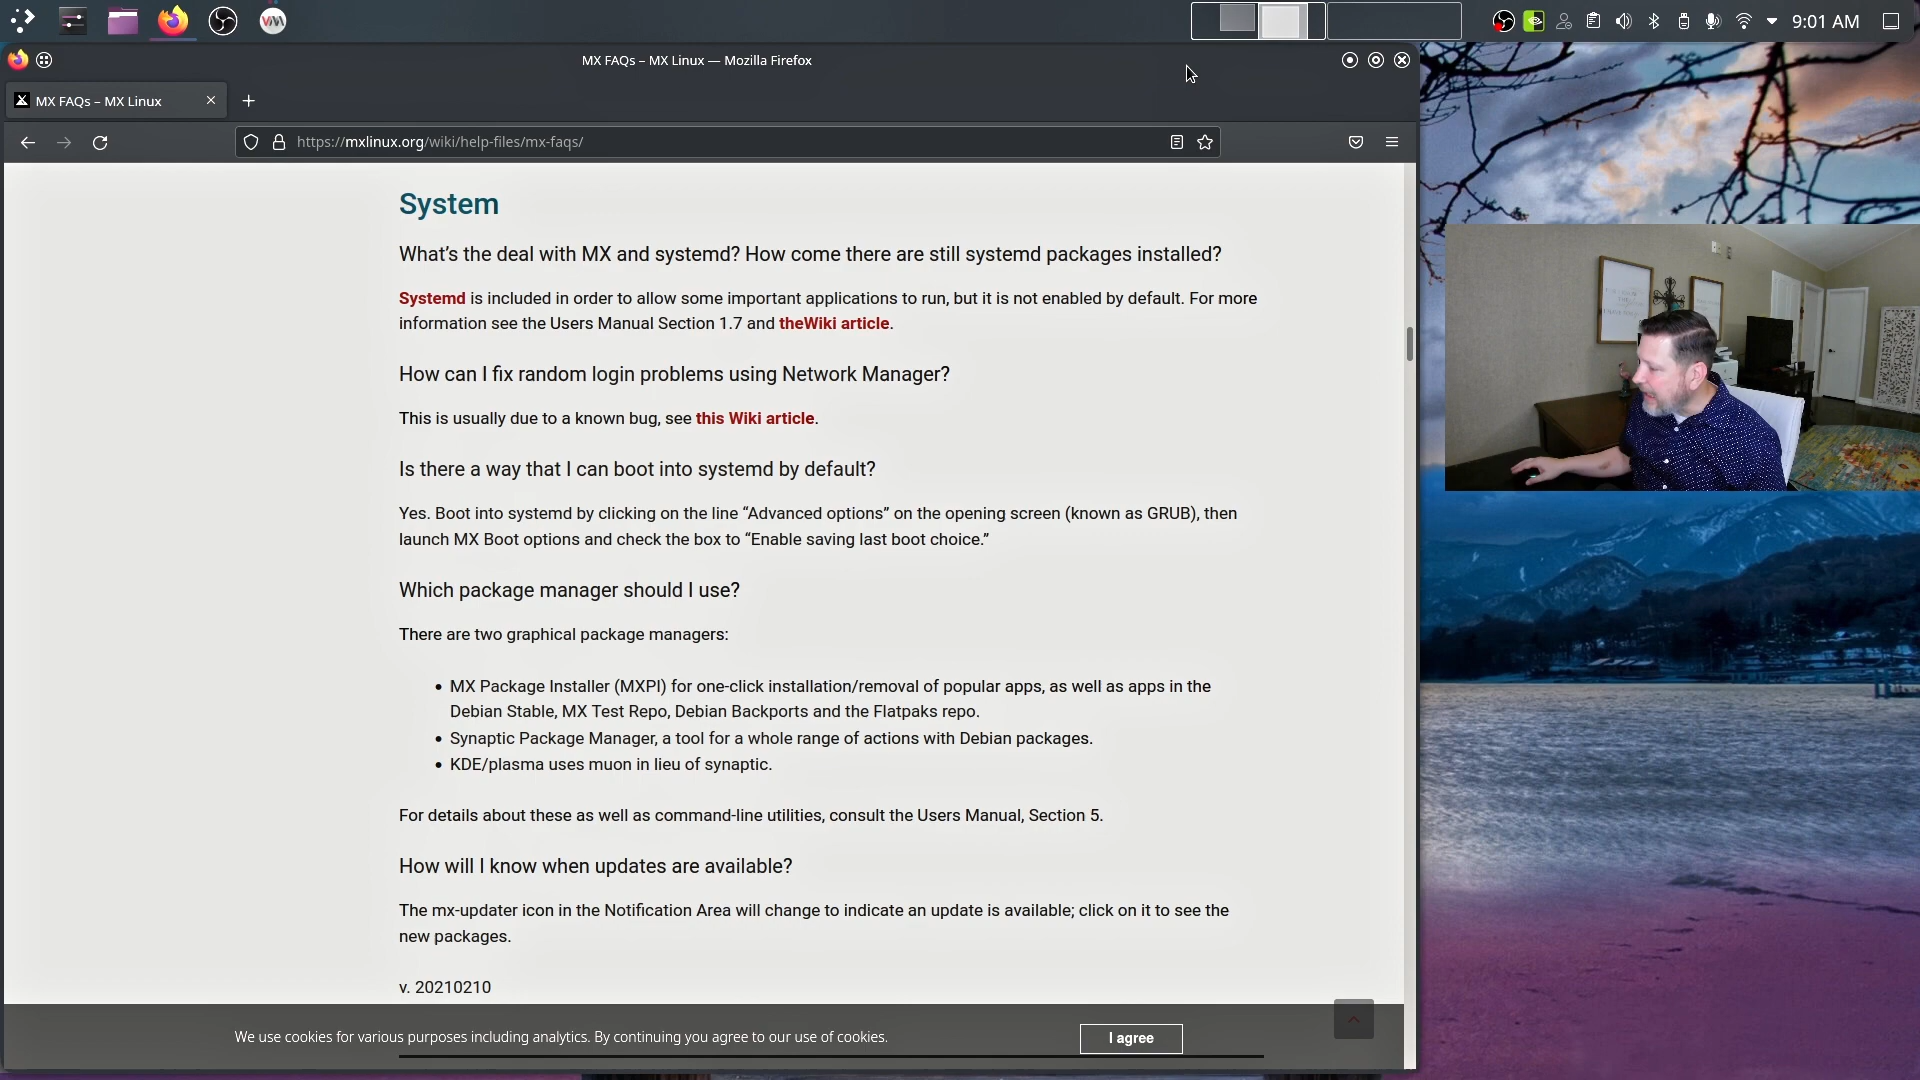 9:01 AM
MX FAQs – MX Linux — Mozilla Firefox
MX FAQs – MX Linux
https://mxlinux.org/wiki/help-files/mx-faqs/
System
What’s the deal with MX and systemd? How come there are still systemd packages installed?
Systemd is included in order to allow some important applications to run, but it is not enabled by default. For more
information see the Users Manual Section 1.7 and theWiki article.
How can I fix random login problems using Network Manager?
This is usually due to a known bug, see this Wiki article.
Is there a way that I can boot into systemd by default?
Yes. Boot into systemd by clicking on the line “Advanced options” on the opening screen (known as GRUB), then
launch MX Boot options and check the box to “Enable saving last boot choice.”
Which package manager should I use?
There are two graphical package managers:
• MX Package Installer (MXPI) for one-click installation/removal of popular apps, as well as apps in the
Debian Stable, MX Test Repo, Debian Backports and the Flatpaks repo.
• Synaptic Package Manager, a tool for a whole range of actions with Debian packages.
• KDE/plasma uses muon in lieu of synaptic.
For details about these as well as command-line utilities, consult the Users Manual, Section 5.
How will I know when updates are available?
The mx-updater icon in the Notification Area will change to indicate an update is available; click on it to see the
new packages.
v. 20210210
We use cookies for various purposes including analytics. By continuing you agree to our use of cookies.
I agree